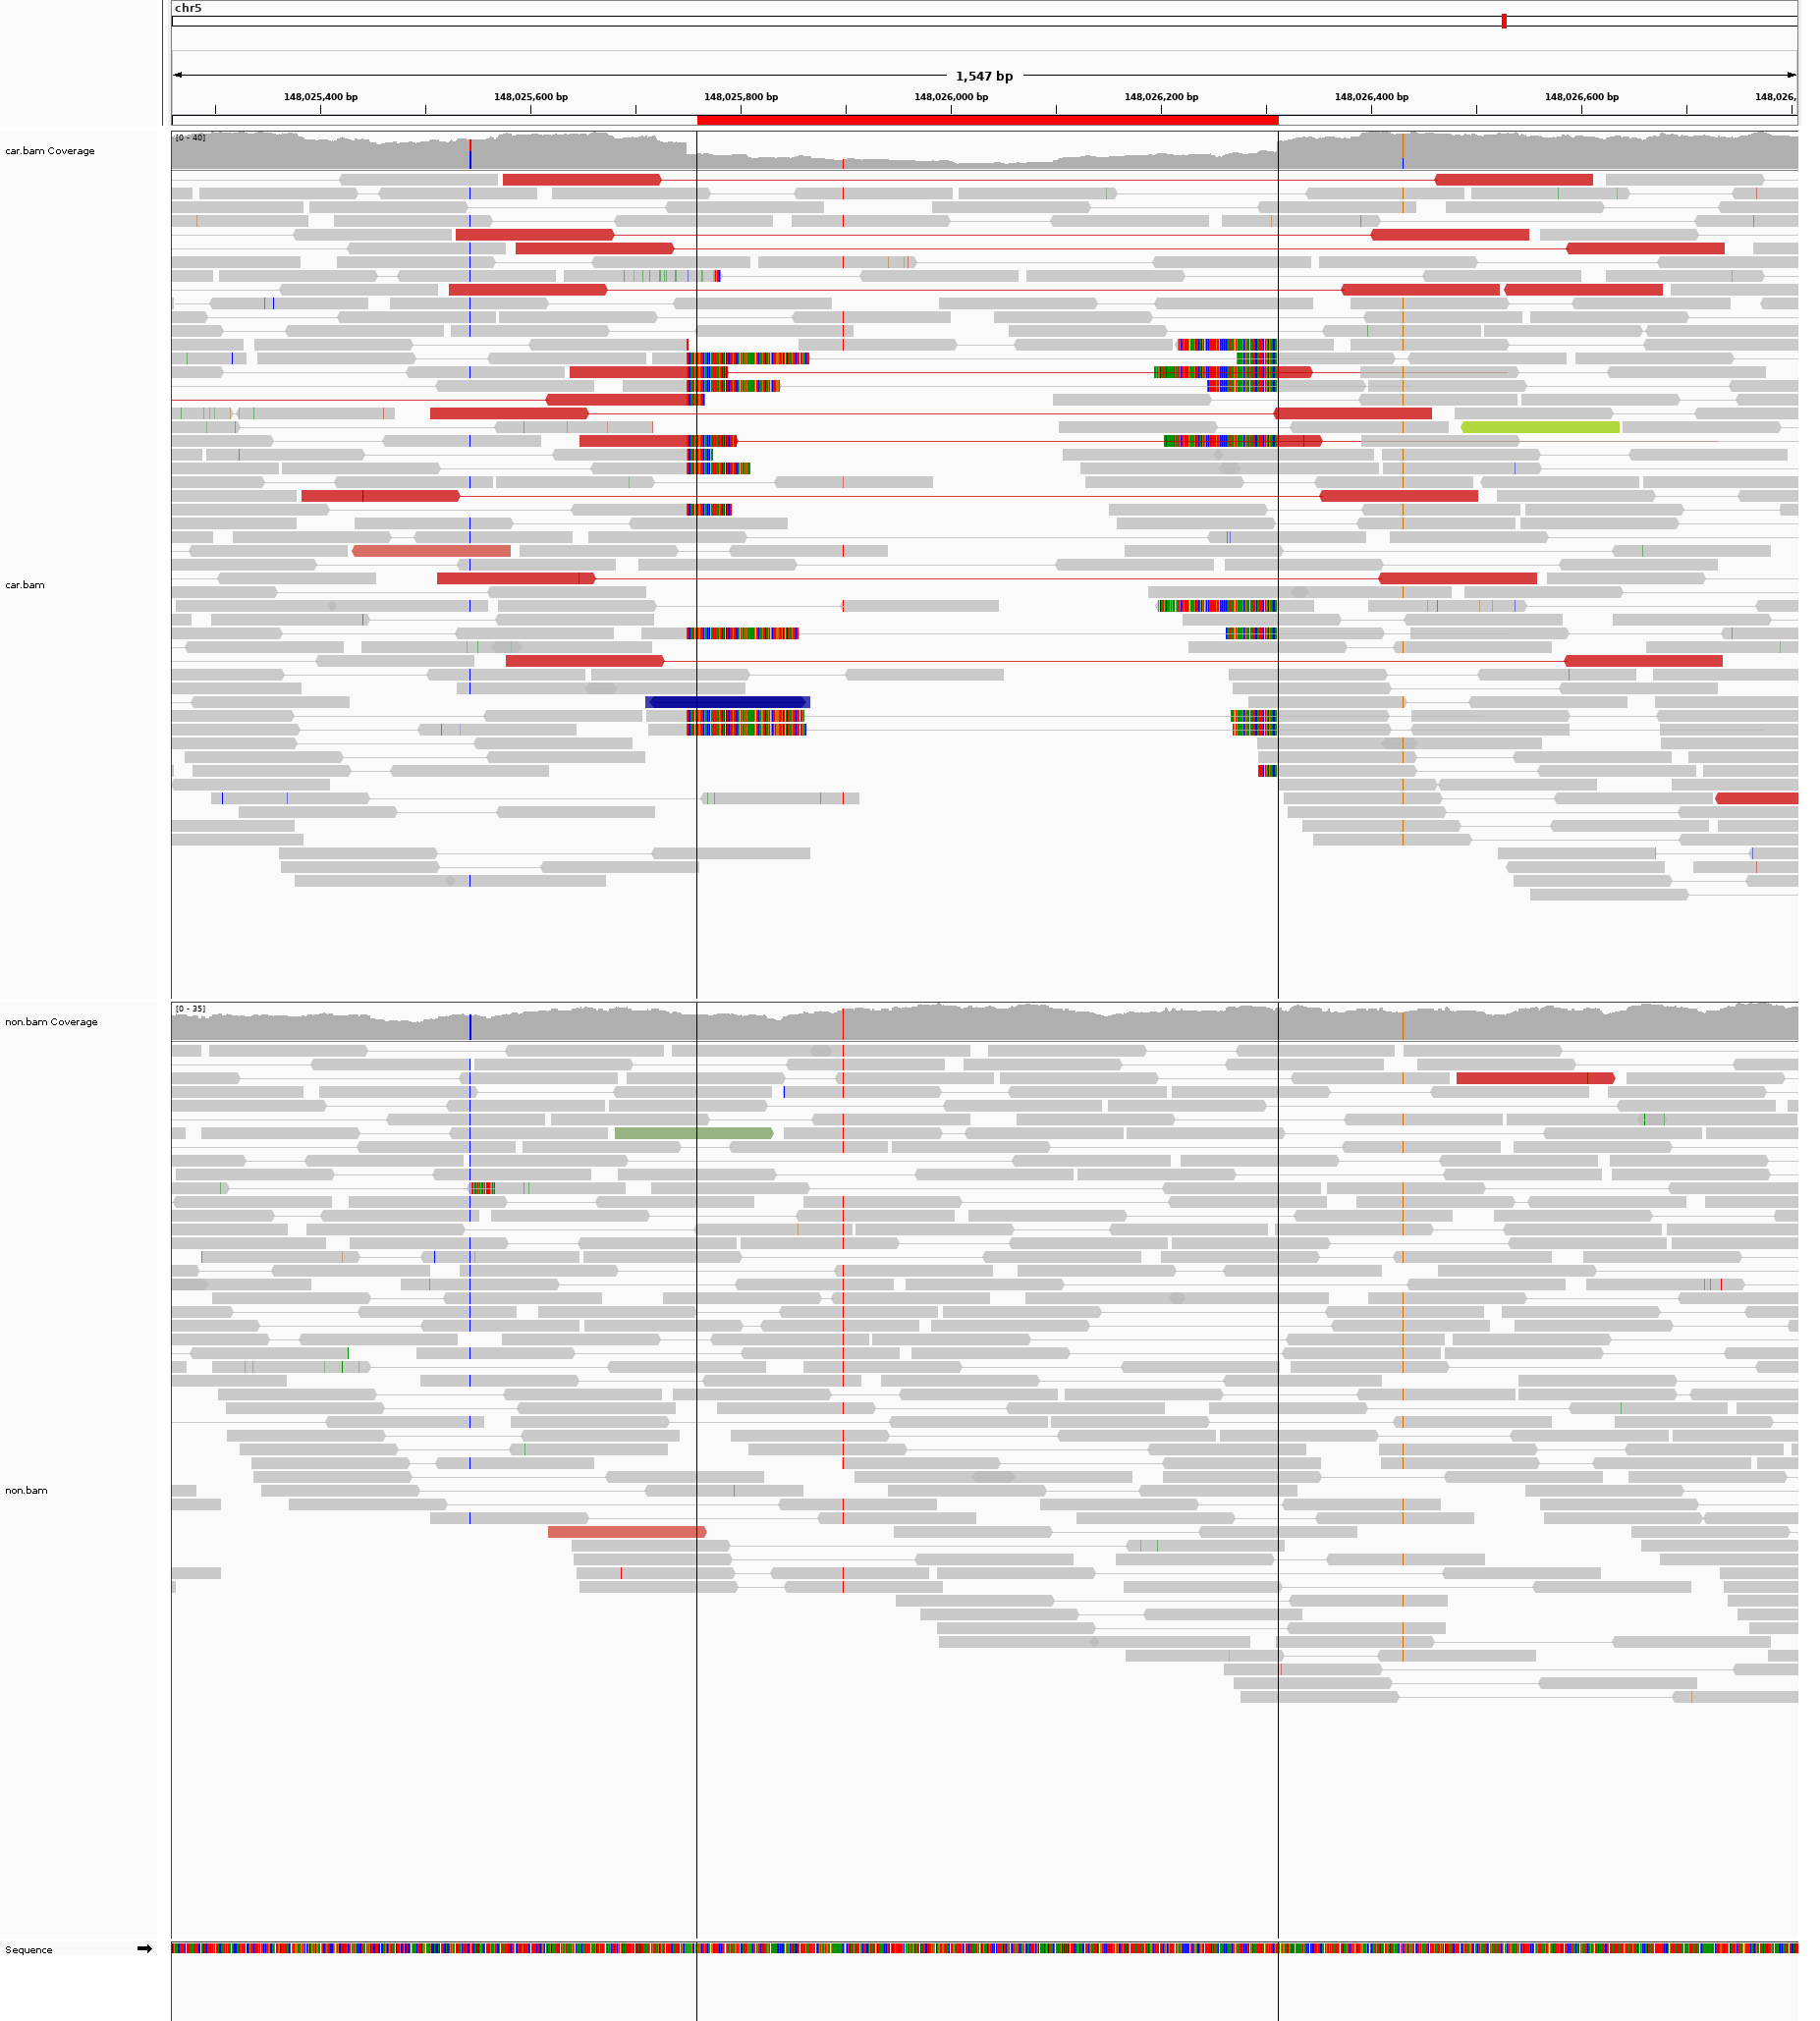 chr5
1,547 bp
148,025,400 bp 148,025,600 bp 148,025,800 bp 148,026,000 bp 148,026,200 bp 148,026,400 bp 148,026,600 bp 148,026,
[0 - 40]
car.bam Coverage
car.bam
[0 - 35]
non.bam Coverage
non.bam
Sequence